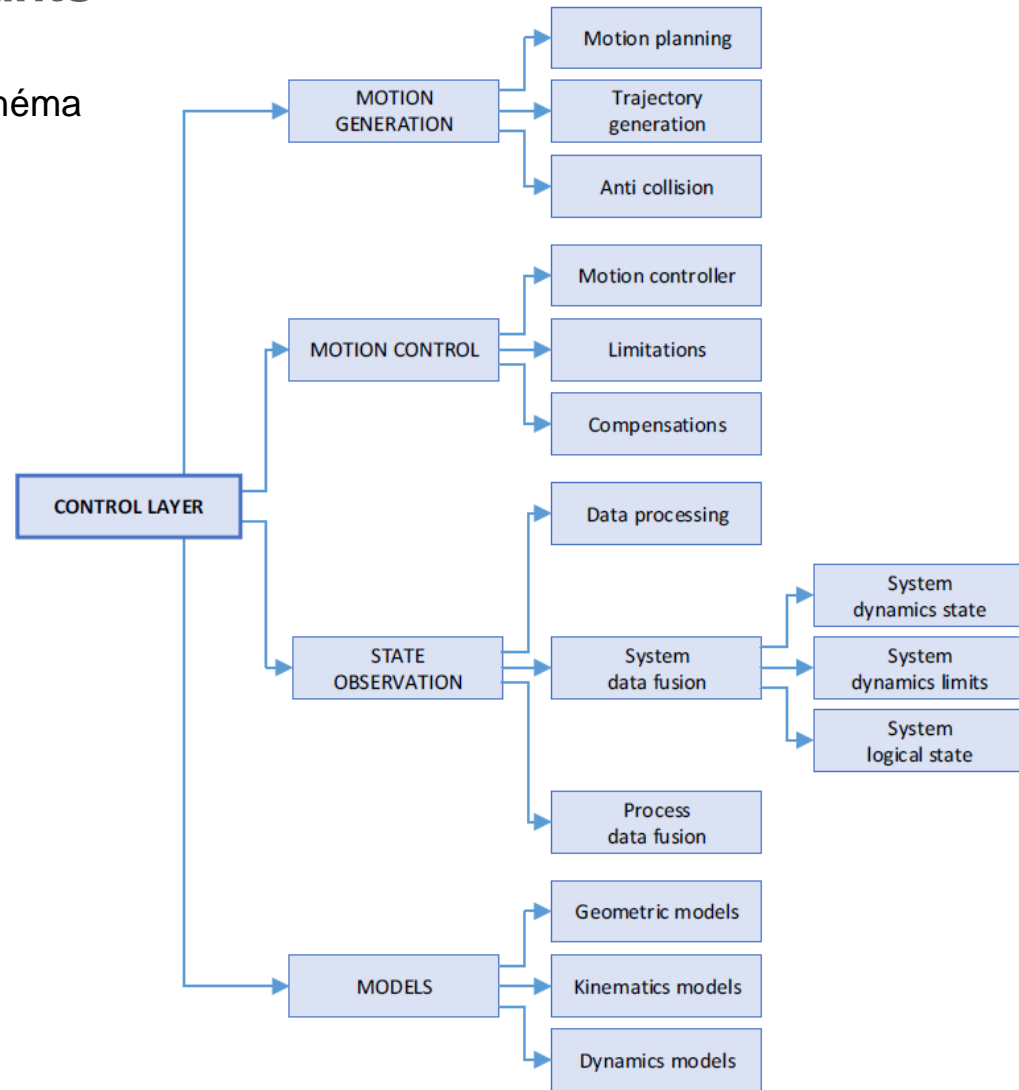 Motion planning
néma
MOTION
GENERATION
Trajectory
generation
Anti collision
Motion controller
MOTION CONTROL
Limitations
Compensations
CONTROL LAYER
Data processing
STATE
OBSERVATION
System
data fusion
System
dynamics state
System
dynamics limits
System
logical state
Process
data fusion
Geometric models
MODELS
Kinematics models
Dynamics models